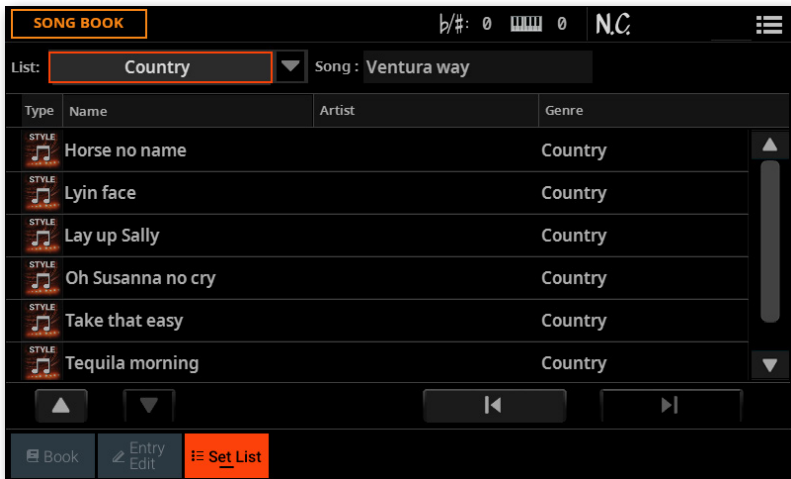 SONG BOOK b/#: 0 0 N.C.
List: Country Song : Ventura way
Type Name Artist Genre
STYLE Horse no name Country
STYLE Lyin face Country
STYLE Lay up Sally Country
STYLE Oh Susanna no cry Country
STYLE Take that easy Country
STYLE Tequila morning Country
Book Entry Edit Set List